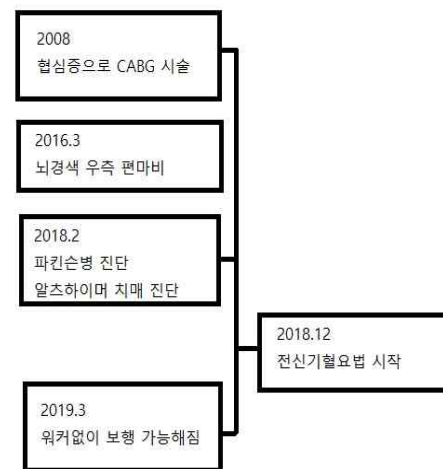 2008
협심증으로 CABG 시술
2016.3
뇌경색 우측 편마비
2018.2
파킨슨병 진단
알츠하이머 치매 진단
2018.12
전신기혈요법 시작
2019.3
워커없이 보행 가능해짐